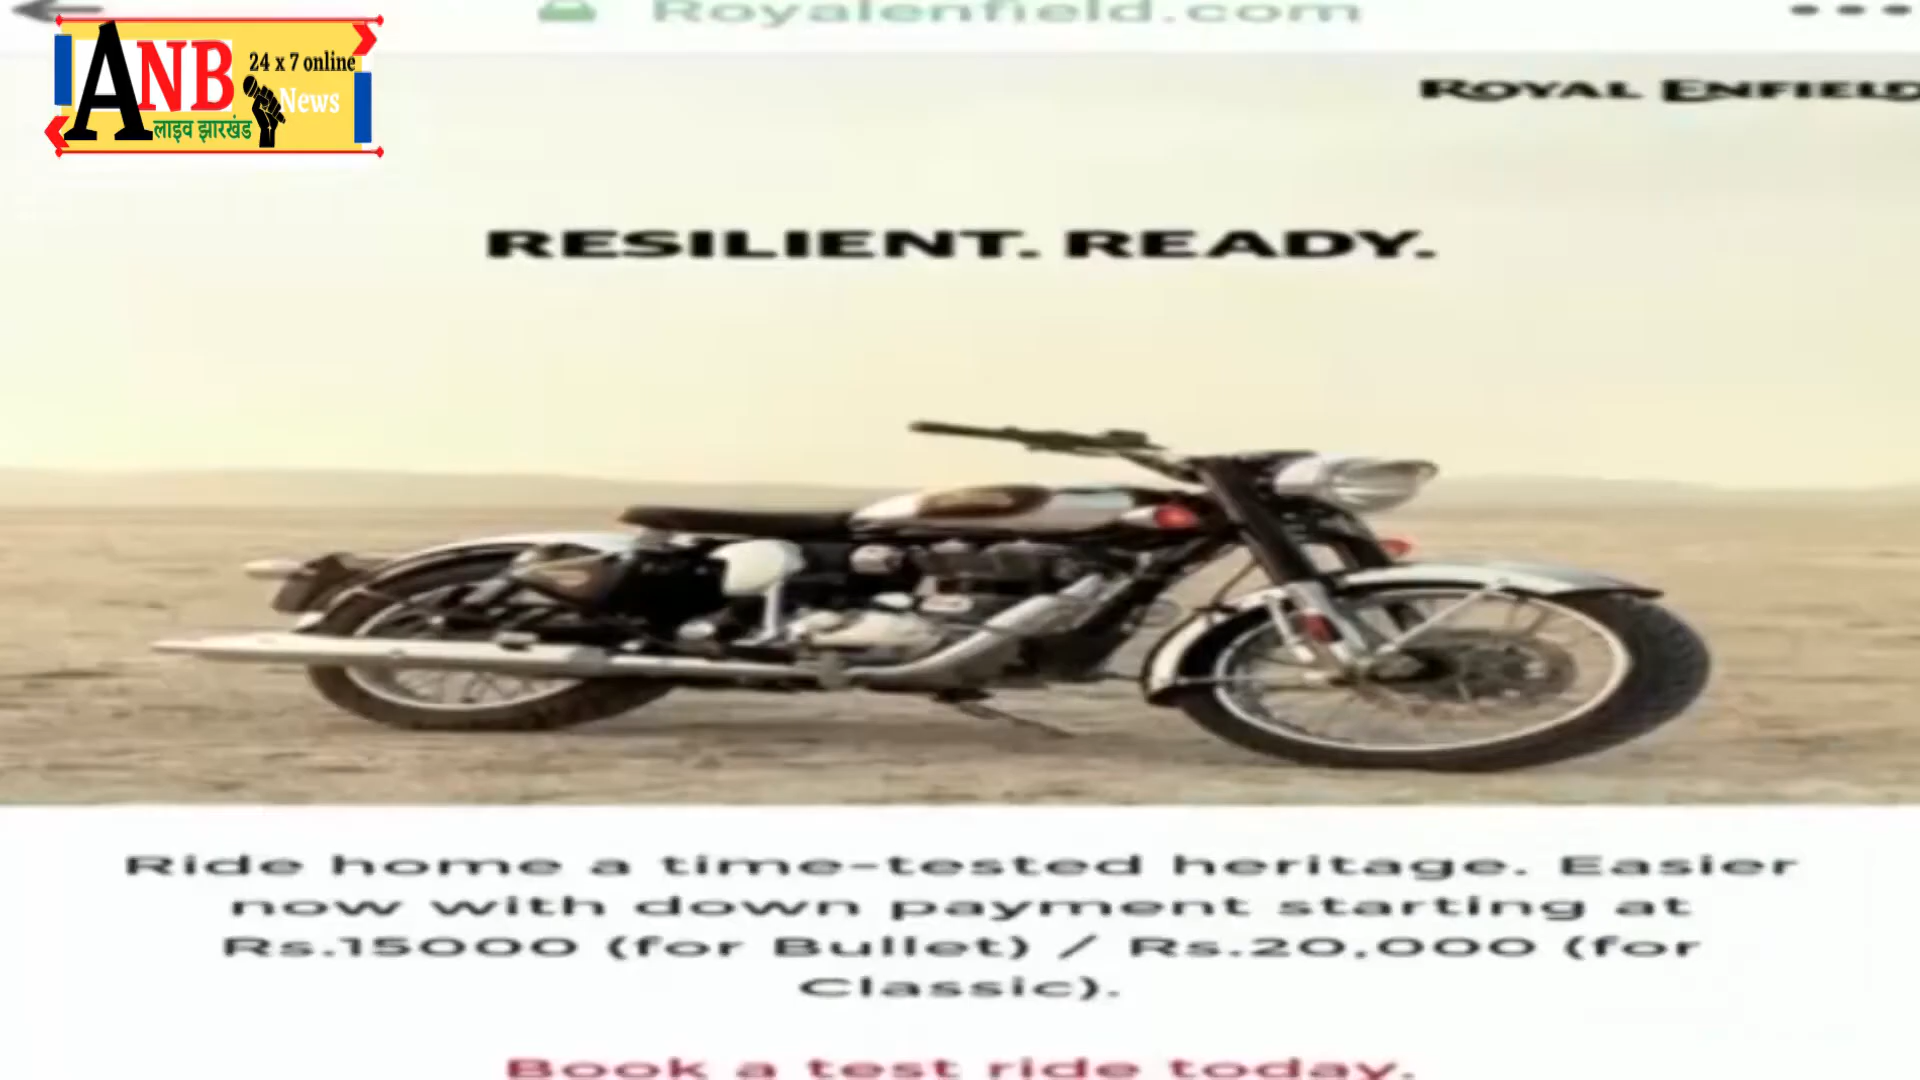 Royalenfield.com
ANB
24 x 7 online
News
लाइव झारखंड
ROYAL ENFIELD
RESILIENT. READY.
Ride home a time-tested heritage. Easier
now with down payment starting at
Rs.15000 (for Bullet) / Rs.20,000 (for
Classic).
Book a test ride today.